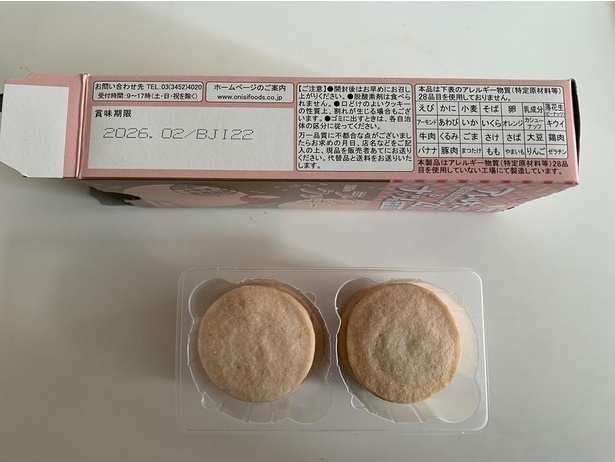 お問い合わせ先 TEL:03(3452)4020
受付時間：9～17時(土・日・祝を除く)
ホームページのご案内
www.onisifoods.co.jp
賞味期限
2026. 02/BJI22
【ご注意】●開封後はお早めにお召し
上がりください。●脱酸素剤は食べら
れません。●口どけのよいクッキー
の性質上、割れが生じる場合もござ
います。●ゴミに出すときは、各自治
体の区分に従ってください。
万一品質に不都合な点がございまし
たらお求めの月日、店名などをご記
入の上、現品を販売者あてにお送りく
ださい。代替品と送料をお送りいたし
ます。
本品は下表のアレルギー物質(特定原材料等)
28品目を使用しておりません。
えび かに 小麦 そば 卵 乳成分 落花生 ピーナッツ
アーモンド あわび いか いくら オレンジ カシューナッツ キウイ
牛肉 くるみ ごま さけ さば 大豆 鶏肉
バナナ 豚肉 まつたけ もも やまいも りんご ゼラチン
本製品はアレルギー物質(特定原材料等)28品
目を使用していない工場にて製造しています。